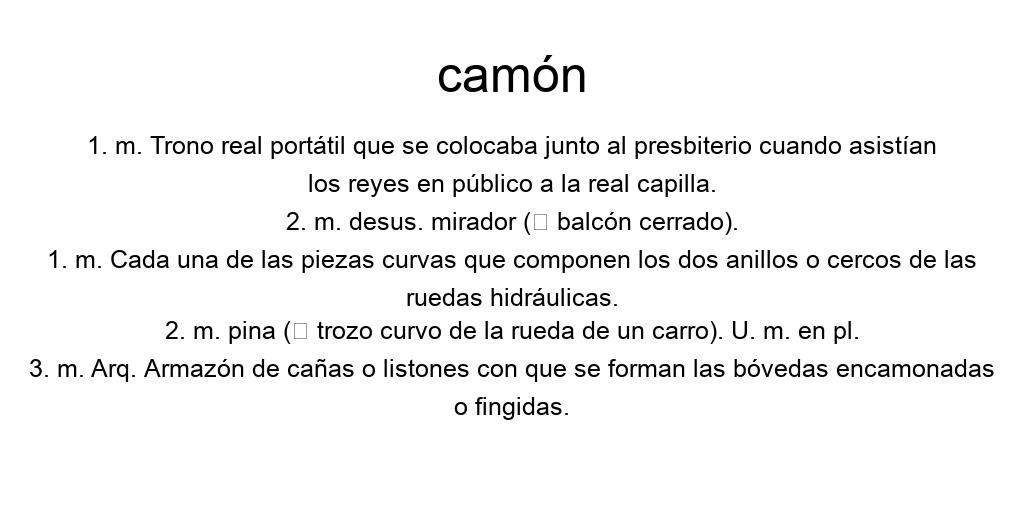 camón
1. m. Trono real portátil que se colocaba junto al presbiterio cuando asistían
los reyes en público a la real capilla.
2. m. desus. mirador (□ balcón cerrado).
1. m. Cada una de las piezas curvas que componen los dos anillos o cercos de las
ruedas hidráulicas.
2. m. pina (□ trozo curvo de la rueda de un carro). U. m. en pl.
3. m. Arq. Armazón de cañas o listones con que se forman las bóvedas encamonadas
o fingidas.